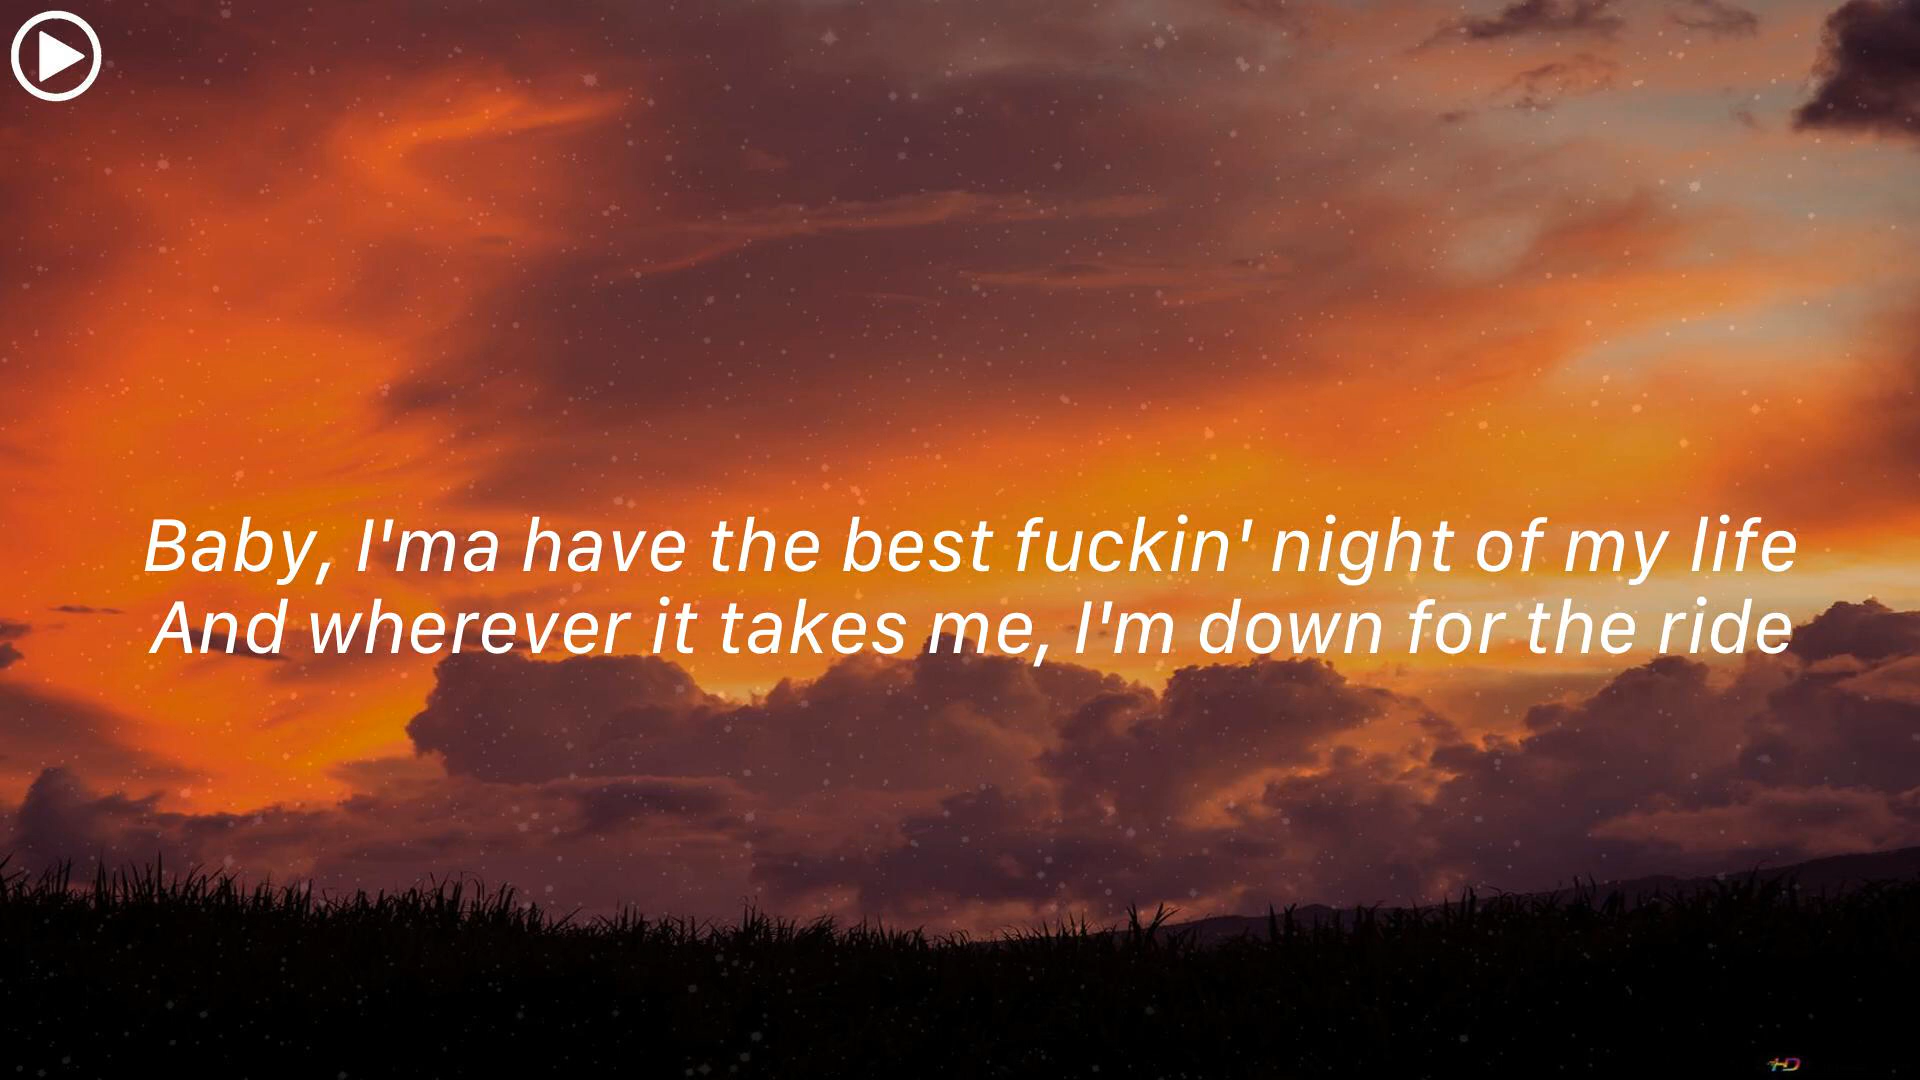 Baby, I'ma have the best fuckin' night of my life
And wherever it takes me, I'm down for the ride
HD